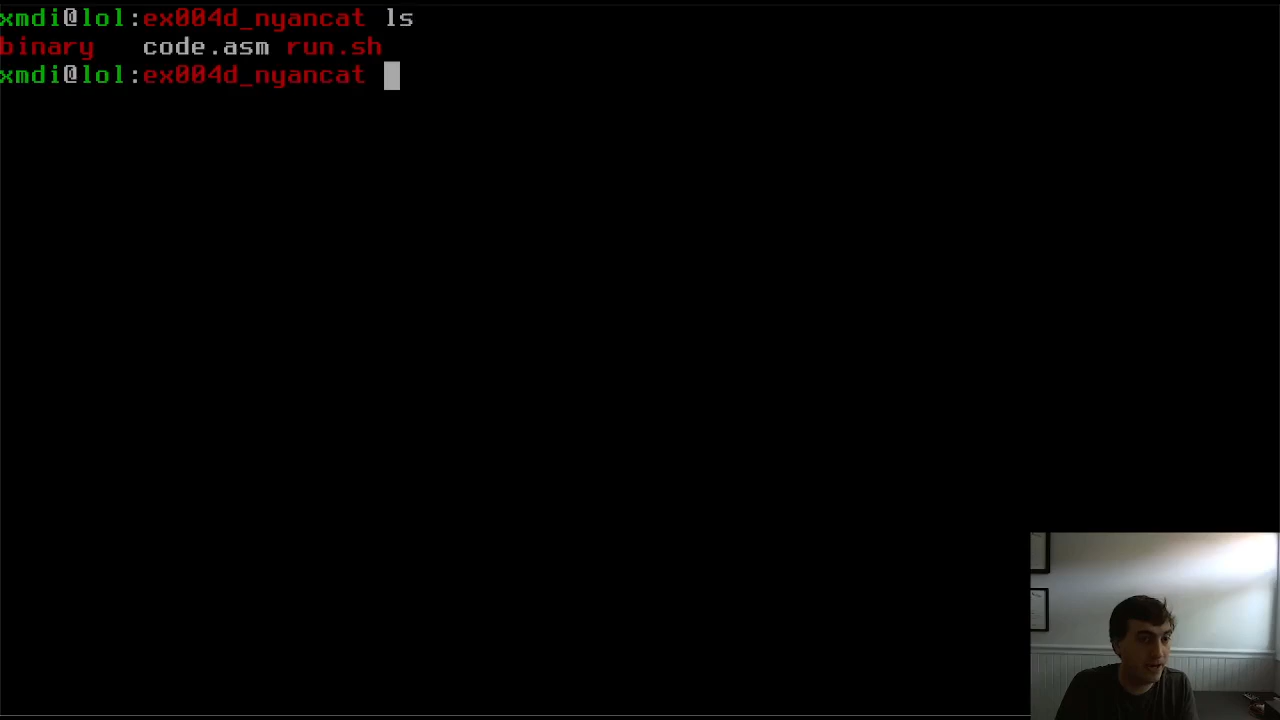 xmdi@lol:ex004d_nyancat ls
binary code.asm run.sh
xmdi@lol:ex004d_nyancat